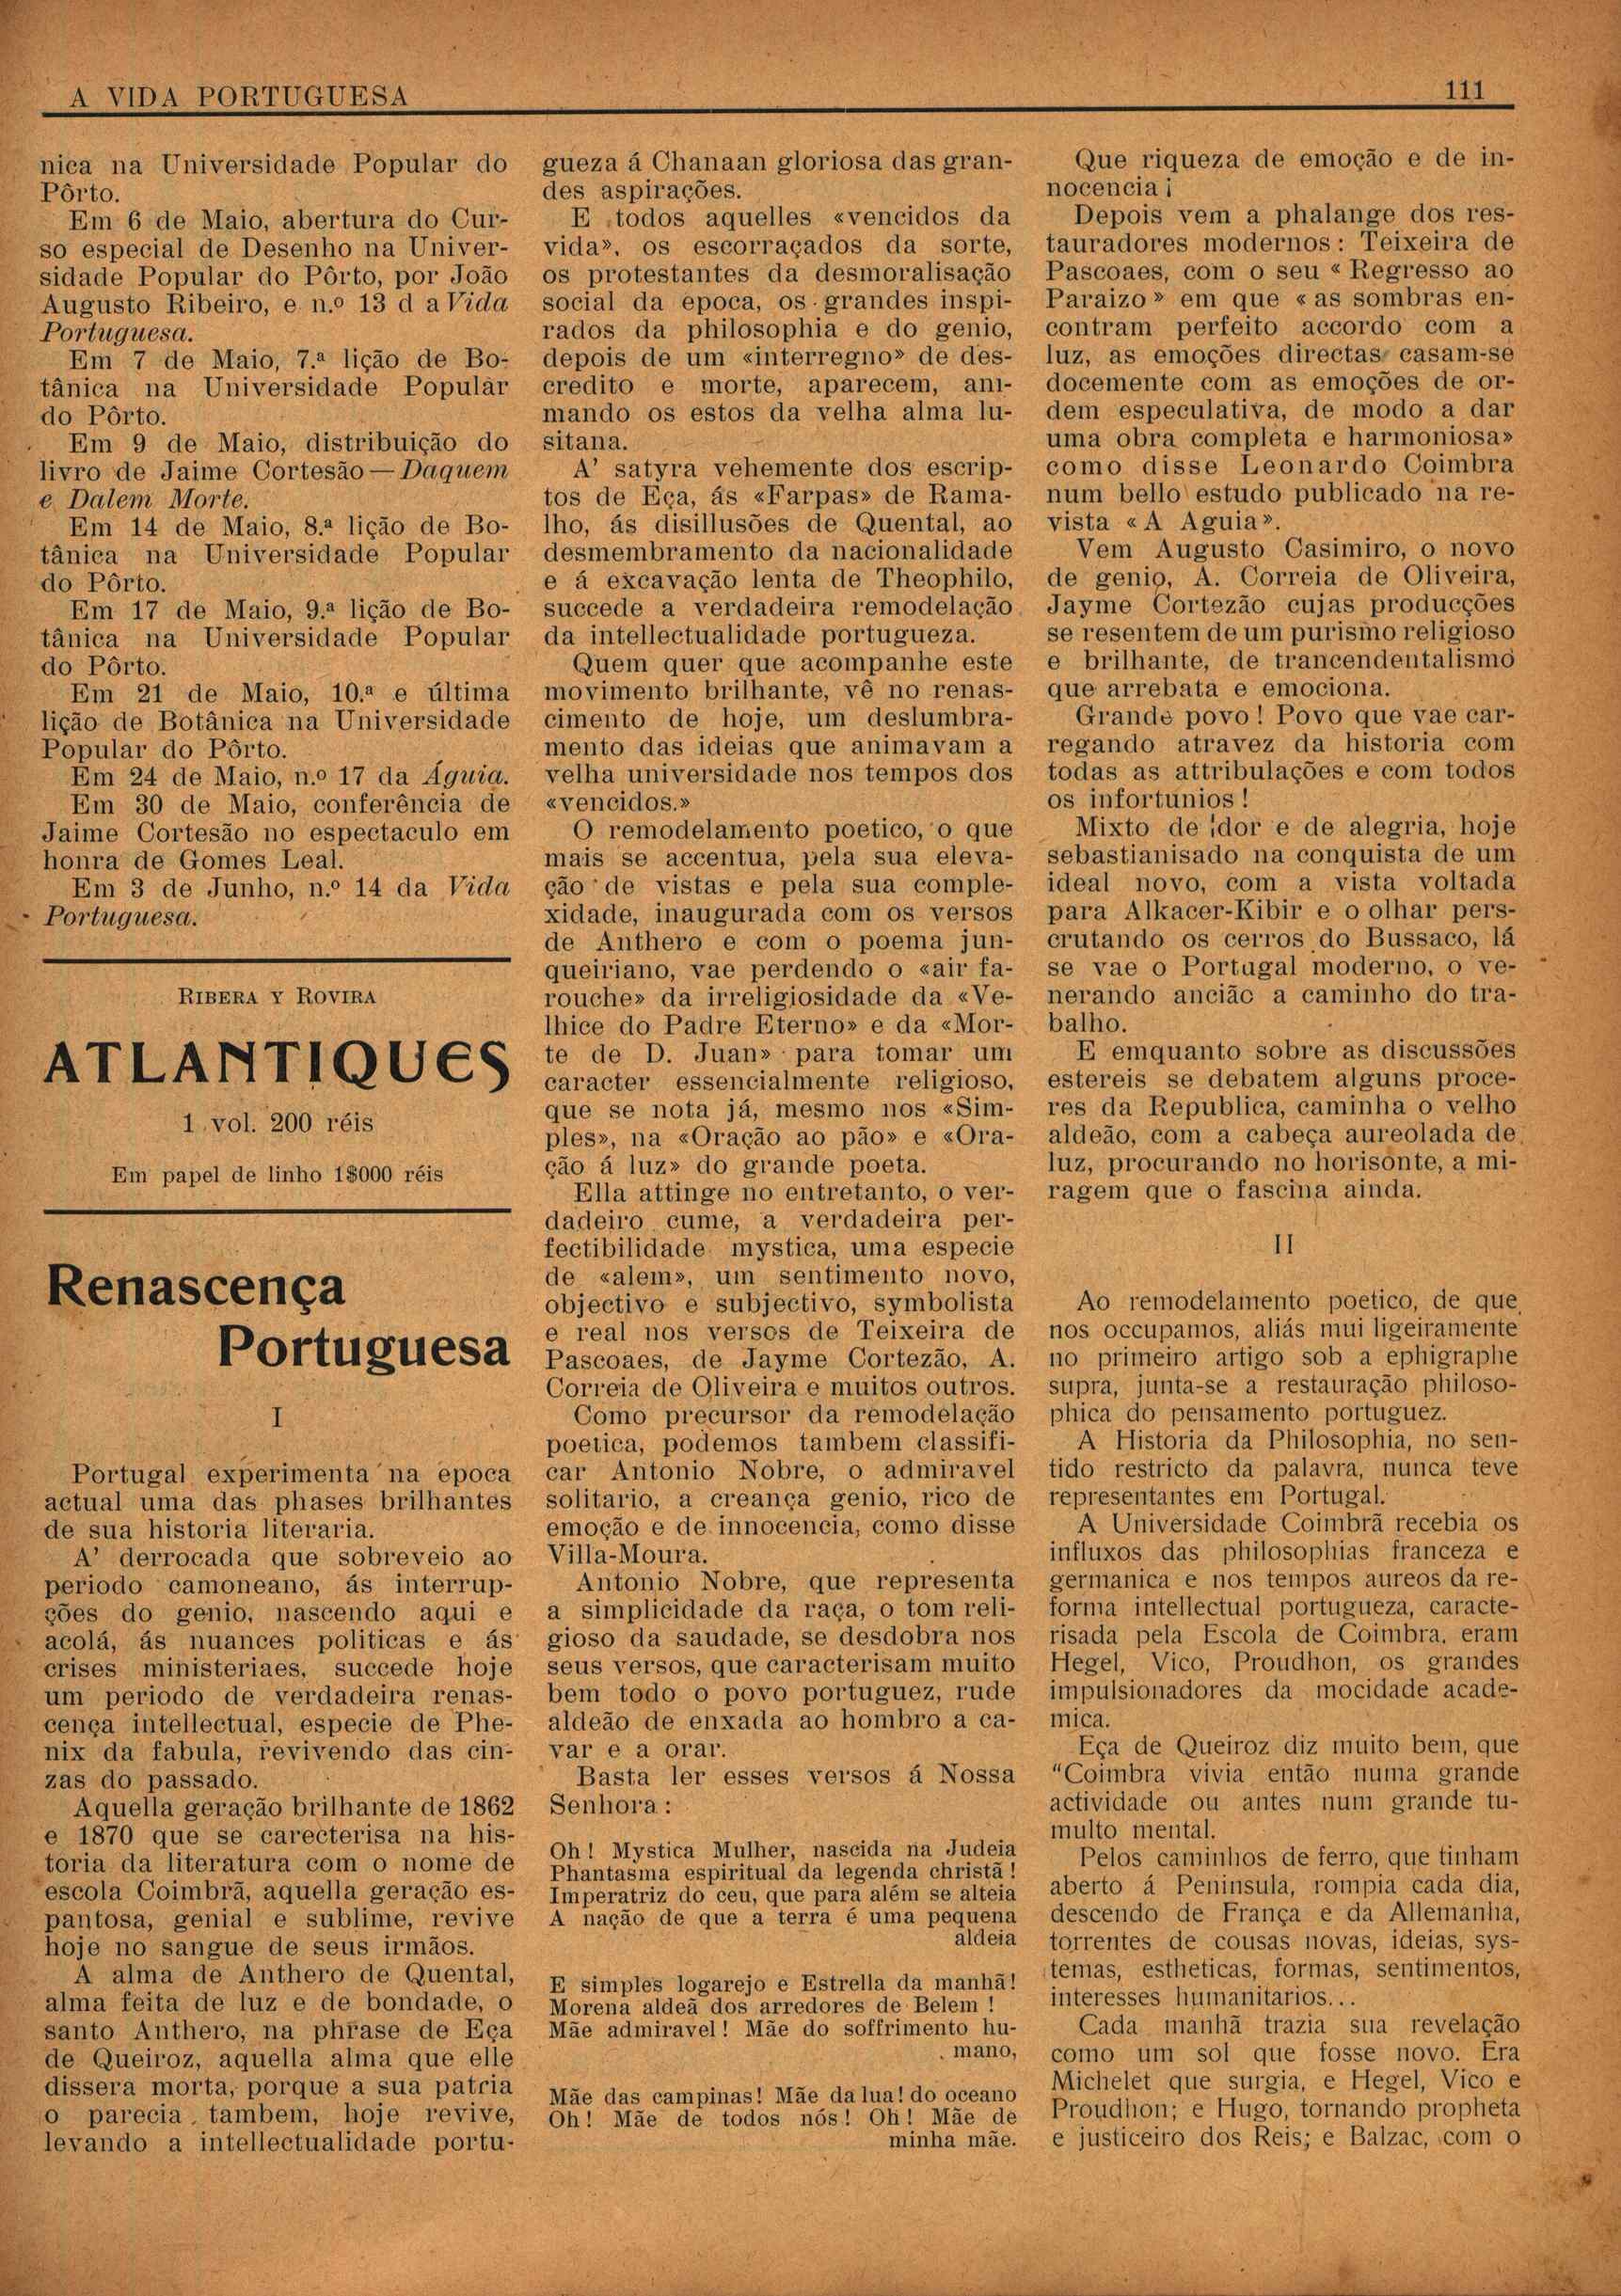 A VIDA PORTUGUESA
111
nica na Universidade Popular do
Pôrto.
Em 6 de Maio, abertura do Cur-
so especial de Desenho na Univer-
sidade Popular do Pôrto, por João
Augusto Ribeiro, e n.º 13 d a Vida
Portuguesa.
Em 7 de Maio, 7.ª lição de Bo-
tânica na Universidade Popular
do Pôrto.
Em 9 de Maio, distribuição do
livro de Jaime Cortesão—Daquem
e Dalem Morte.
Em 14 de Maio, 8.ª lição de Bo-
tânica na Universidade Popular
do Pôrto.
Em 17 de Maio, 9.ª lição de Bo-
tânica na Universidade Popular
do Pôrto.
Em 21 de Maio, 10.ª e última
lição de Botânica na Universidade
Popular do Pôrto.
Em 24 de Maio, n.º 17 da Águia.
Em 30 de Maio, conferência de
Jaime Cortesão no espectaculo em
honra de Gomes Leal.
Em 3 de Junho, n.º 14 da Vida
Portuguesa.
RIBERA Y ROVIRA
ATLANTIQUES
1 vol. 200 réis
Em papel de linho 1$000 réis
Renascença
Portuguesa
I
Portugal experimenta na epoca
actual uma das phases brilhantes
de sua historia literaria.
A' derrocada que sobreveio ao
periodo camoneano, ás interrup-
ções do genio, nascendo aqui e
acolá, ás nuances politicas e ás
crises ministeriaes, succede hoje
um periodo de verdadeira renas-
cença intellectual, especie de Phe-
nix da fabula, revivendo das cin-
zas do passado.
Aquella geração brilhante de 1862
e 1870 que se carecterisa na his-
toria da literatura com o nome de
escola Coimbrã, aquella geração es-
pantosa, genial e sublime, revive
hoje no sangue de seus irmãos.
A alma de Anthero de Quental,
alma feita de luz e de bondade, o
santo Anthero, na phrase de Eça
de Queiroz, aquella alma que elle
dissera morta, porque a sua patria
o parecia tambem, hoje revive,
levando a intellectualidade portu-
gueza á Chanaan gloriosa das gran-
des aspirações.
E todos aquelles «vencidos da
vida», os escorraçados da sorte,
os protestantes da desmoralisação
social da epoca, os grandes inspi-
rados da philosophia e do genio,
depois de um «interregno» de des-
credito e morte, aparecem, ani-
mando os estos da velha alma lu-
sitana.
A' satyra vehemente dos escrip-
tos de Eça, ás «Farpas» de Rama-
lho, ás disillusões de Quental, ao
desmembramento da nacionalidade
e á excavação lenta de Theophilo,
succede a verdadeira remodelação
da intellectualidade portugueza.
Quem quer que acompanhe este
movimento brilhante, vê no renas-
cimento de hoje, um deslumbra-
mento das ideias que animavam a
velha universidade nos tempos dos
«vencidos.»
O remodelamento poetico, o que
mais se accentua, pela sua eleva-
ção de vistas e pela sua comple-
xidade, inaugurada com os versos
de Anthero e com o poema jun-
queiriano, vae perdendo o «air fa-
rouche» da irreligiosidade da «Ve-
lhice do Padre Eterno» e da «Mor-
te de D. Juan» para tomar um
caracter essencialmente religioso,
que se nota já, mesmo nos «Sim-
ples», na «Oração ao pão» e «Ora-
ção á luz» do grande poeta.
Ella attinge no entretanto, o ver-
dadeiro cume, a verdadeira per-
fectibilidade mystica, uma especie
de «alem», um sentimento novo,
objectivo e subjectivo, symbolista
e real nos versos de Teixeira de
Pascoaes, de Jayme Cortezão, A.
Correia de Oliveira e muitos outros.
Como precursor da remodelação
poetica, podemos tambem classifi-
car Antonio Nobre, o admiravel
solitario, a creança genio, rico de
emoção e de innocencia, como disse
Villa-Moura.
Antonio Nobre, que representa
a simplicidade da raça, o tom reli-
gioso da saudade, se desdobra nos
seus versos, que caracterisam muito
bem todo o povo portuguez, rude
aldeão de enxada ao hombro a ca-
var e a orar.
Basta ler esses versos á Nossa
Senhora:
Oh! Mystica Mulher, nascida na Judeia
Phantasma espiritual da legenda christã!
Imperatriz do ceu, que para além se alteia
A nação de que a terra é uma pequena
aldeia
E simples logarejo e Estrella da manhã!
Morena aldeã dos arredores de Belem!
Mãe admiravel! Mãe do soffrimento hu-
mano,
Mãe das campinas! Mãe da lua! do oceano
Oh! Mãe de todos nós! Oh! Mãe de
minha mãe.
Que riqueza de emoção e de in-
nocencia¡
Depois vem a phalange dos res-
tauradores modernos: Teixeira de
Pascoaes, com o seu «Regresso ao
Paraizo» em que «as sombras en-
contram perfeito accordo com a
luz, as emoções directas casam-se
docemente com as emoções de or-
dem especulativa, de modo a dar
uma obra completa e harmoniosa»
como disse Leonardo Coimbra
num bello estudo publicado na re-
vista «A Aguia».
Vem Augusto Casimiro, o novo
de genio, A. Correia de Oliveira,
Jayme Cortezão cujas producções
se resentem de um purismo religioso
e brilhante, de trancendentalismo
que arrebata e emociona.
Grande povo! Povo que vae car-
regando atravez da historia com
todas as attribulações e com todos
os infortunios!
Mixto de dor e de alegria, hoje
sebastianisado na conquista de um
ideal novo, com a vista voltada
para Alkacer-Kibir e o olhar pers-
crutando os cerros do Bussaco, lá
se vae o Portugal moderno, o ve-
nerando ancião a caminho do tra-
balho.
E emquanto sobre as discussões
estereis se debatem alguns proce-
res da Republica, caminha o velho
aldeão, com a cabeça aureolada de
luz, procurando no horisonte, a mi-
ragem que o fascina ainda.
II
Ao remodelamento poetico, de que
nos occupamos, aliás mui ligeiramente
no primeiro artigo sob a ephigraphe
supra, junta-se a restauração philoso-
phica do pensamento portuguez.
A Historia da Philosophia, no sen-
tido restricto da palavra, nunca teve
representantes em Portugal.
A Universidade Coimbrã recebia os
influxos das philosophias franceza e
germanica e nos tempos aureos da re-
forma intellectual portugueza, caracte-
risada pela Escola de Coimbra, eram
Hegel, Vico, Proudhon, os grandes
impulsionadores da mocidade acade-
mica.
Eça de Queiroz diz muito bem, que
"Coimbra vivia então numa grande
actividade ou antes num grande tu-
multo mental.
Pelos caminhos de ferro, que tinham
aberto á Peninsula, rompia cada dia,
descendo de França e da Allemanha,
torrentes de cousas novas, ideias, sys-
temas, estheticas, formas, sentimentos,
interesses humanitarios...
Cada manhã trazia sua revelação
como um sol que fosse novo. Era
Michelet que surgia, e Hegel, Vico e
Proudhon; e Hugo, tornando propheta
e justiceiro dos Reis; e Balzac, com o